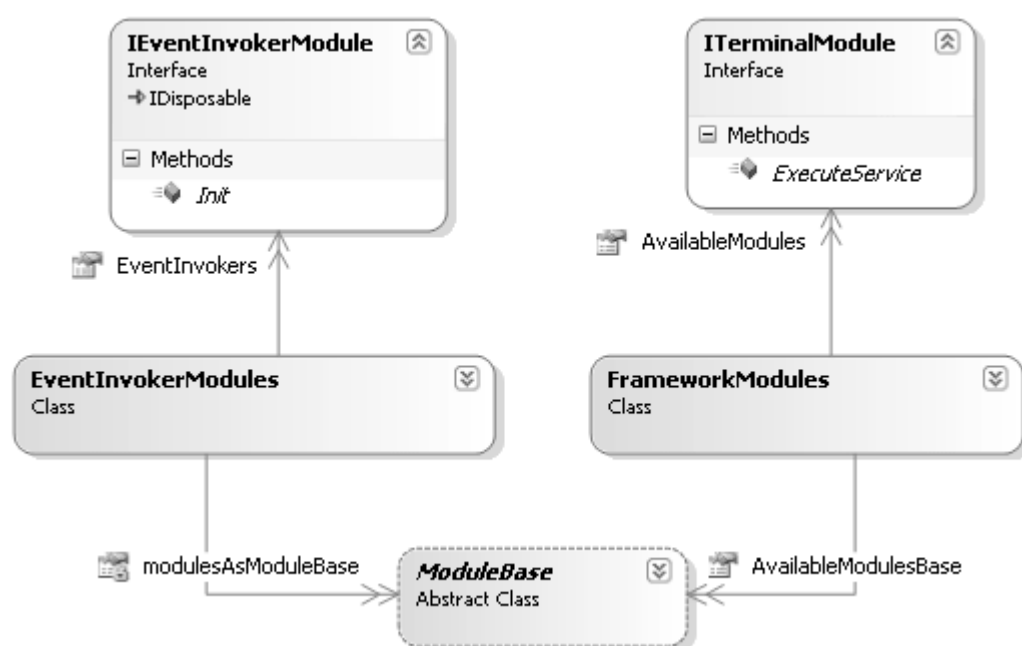 IEventInvokerModule
Interface
IDisposable
Methods
Init
EventInvokers
ITerminalModule
Interface
Methods
ExecuteService
AvailableModules
EventInvokerModules
Class
FrameworkModules
Class
modulesAsModuleBase
ModuleBase
Abstract Class
AvailableModulesBase